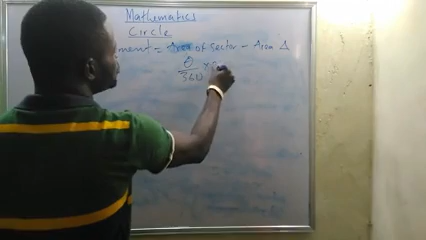 Mathematics
Circle
ment = Area of Sector - Area Δ
θ
360